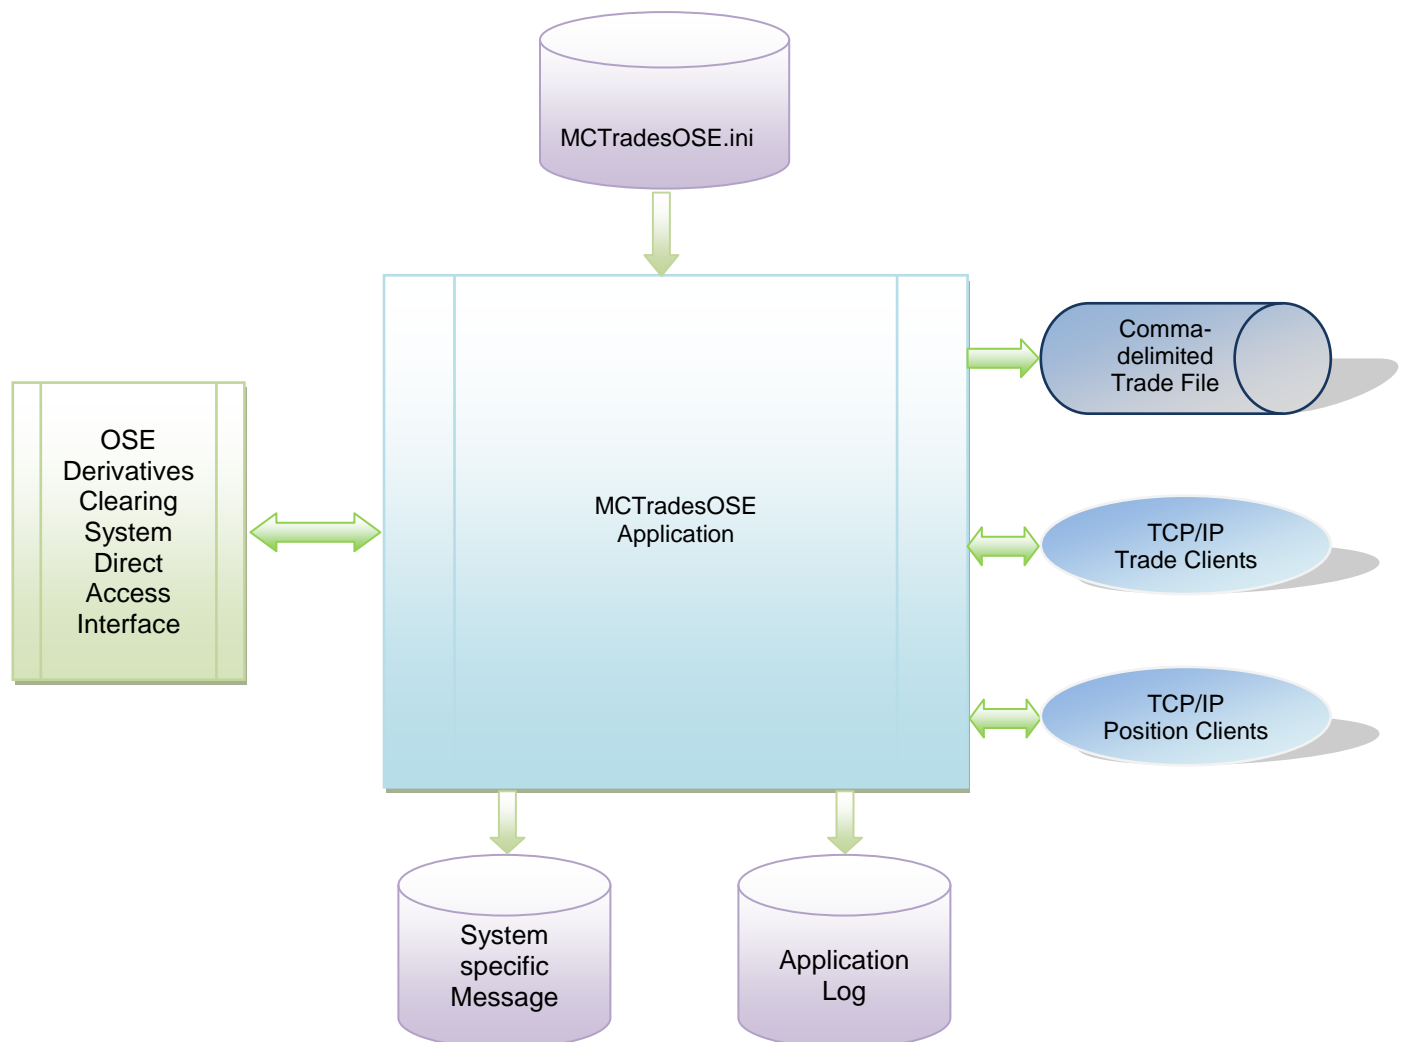 MCTradesOSE.ini
Comma-
delimited
Trade File
OSE
Derivatives
Clearing
System
Direct
Access
Interface
MCTradesOSE
Application
TCP/IP
Trade Clients
TCP/IP
Position Clients
System
specific
Message
Application
Log